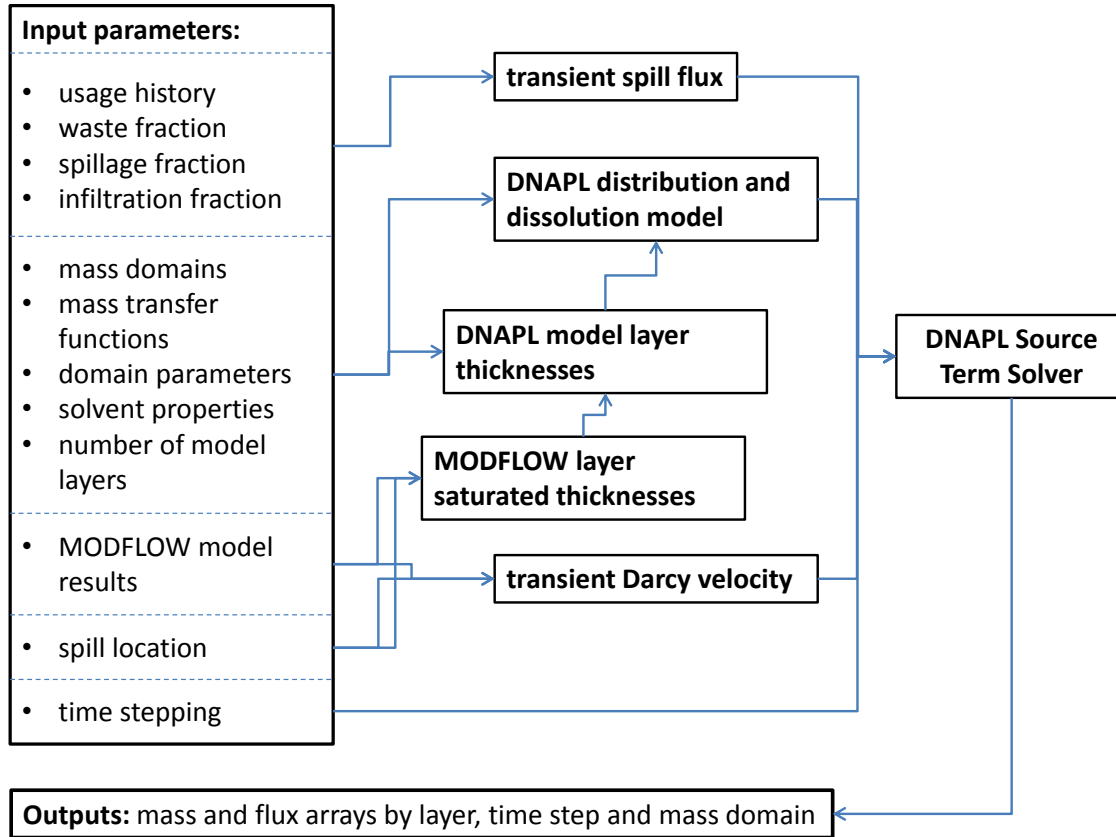 Input parameters:
• usage history
• waste fraction
• spillage fraction
• infiltration fraction
• mass domains
• mass transfer
functions
• domain parameters
• solvent properties
• number of model
layers
• MODFLOW model
results
• spill location
• time stepping
transient spill flux
DNAPL distribution and
dissolution model
DNAPL model layer
thicknesses
MODFLOW layer
saturated thicknesses
transient Darcy velocity
DNAPL Source
Term Solver
Outputs: mass and flux arrays by layer, time step and mass domain